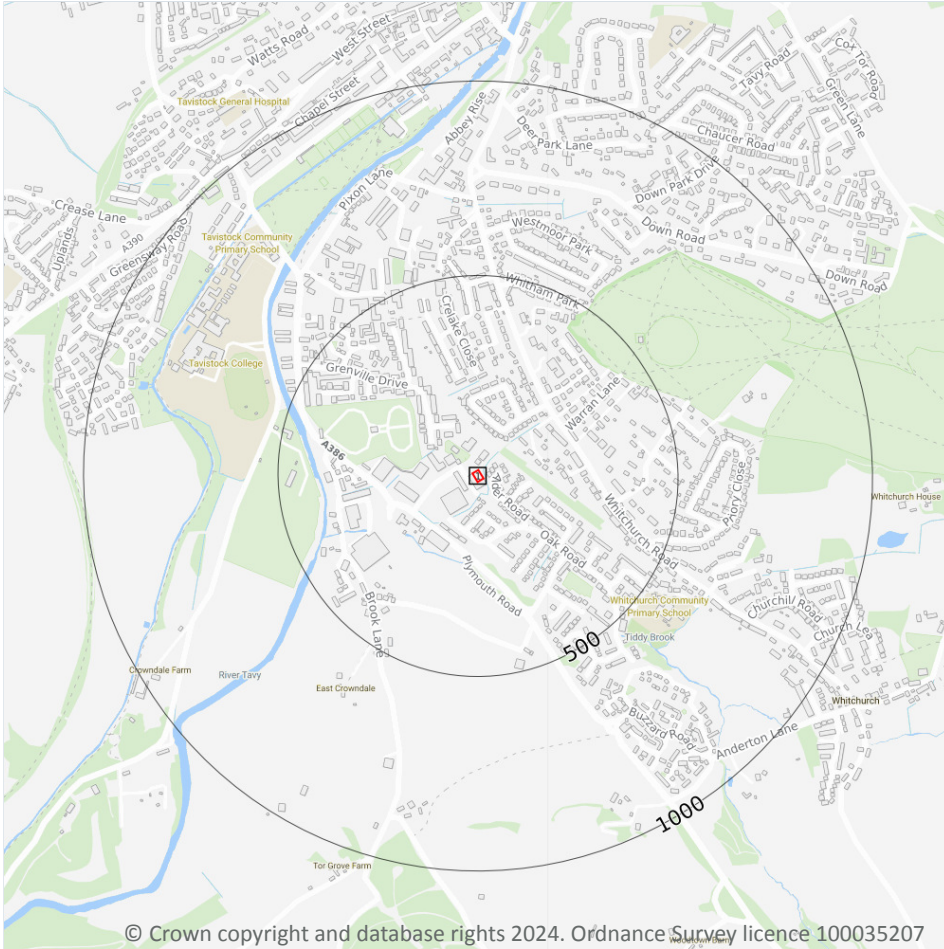 Watts Road
West Street
Cot Tor Road
Tavy Road
Green Lane
Tavistock General Hospital
Chapel Street
Abbey Rise
Deer Park Lane
Chaucer Road
Pixon Lane
Down Park Drive
Crease Lane
Uplands
A390
Greensway Road
Tavistock Community
Primary School
Westmoor Park
Down Road
Down Road
Whitham Park
Crelake Close
Tavistock College
Grenville Drive
Warran Lane
A386
Priory Close
Whitchurch House
Alder Road
Whitchurch Road
Oak Road
Plymouth Road
Brook Lane
Whitchurch Community
Primary School
Churchill Road
Church Lea
Tiddy Brook
500
Crowndale Farm
River Tavy
East Crowndale
Whitchurch
Buzzard Road
Anderton Lane
1000
Tor Grove Farm
© Crown copyright and database rights 2024. Ordnance Survey licence 100035207